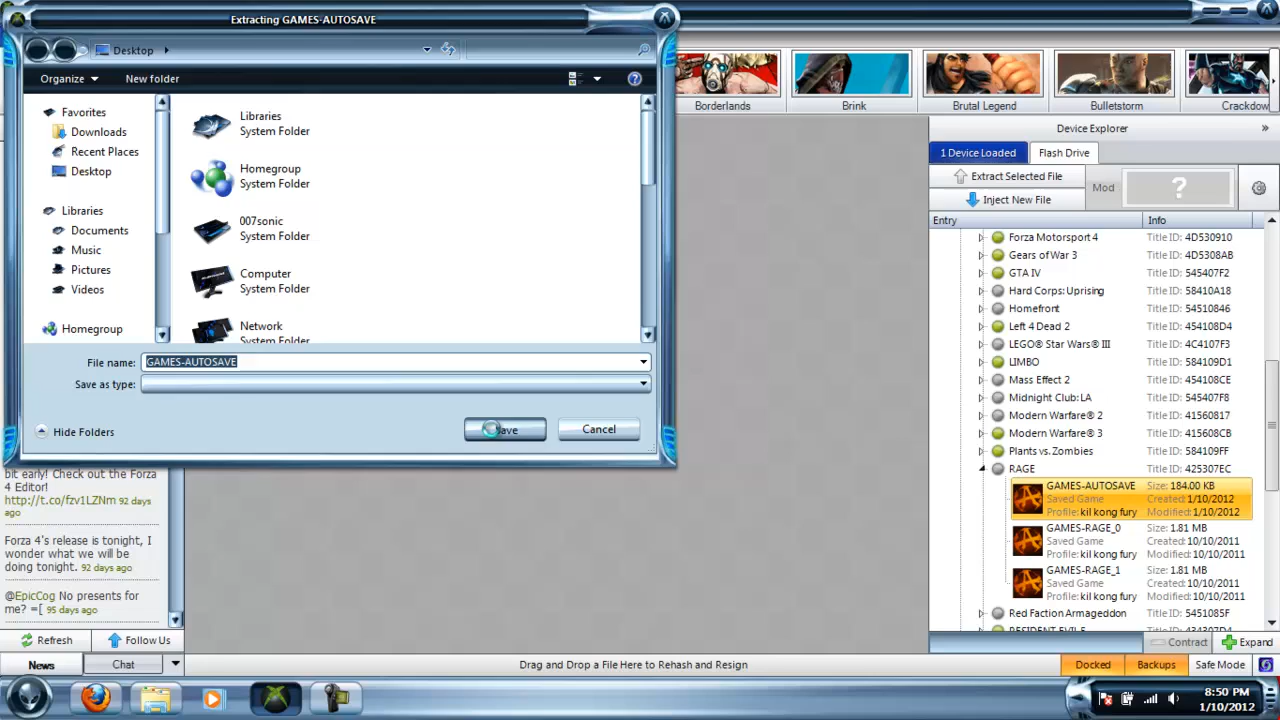 Extracting GAMES-AUTOSAVE
Desktop
Organize
New folder
Favorites
Downloads
Recent Places
Desktop
Libraries
Documents
Music
Pictures
Videos
Homegroup
Libraries
System Folder
Homegroup
System Folder
007sonic
System Folder
Computer
System Folder
Network
System Folder
File name: GAMES-AUTOSAVE
Save as type:
Hide Folders
Cancel
Borderlands
Brink
Brutal Legend
Bulletstorm
Crackdow
Device Explorer
1 Device Loaded
Flash Drive
Extract Selected File
Inject New File
Mod
?
Entry Info
Forza Motorsport 4 Title ID: 4D530910
Gears of War 3 Title ID: 4D5308AB
GTA IV Title ID: 545407F2
Hard Corps: Uprising Title ID: 58410A18
Homefront Title ID: 54510846
Left 4 Dead 2 Title ID: 454108D4
LEGO® Star Wars® III Title ID: 4C4107F3
LIMBO Title ID: 584109D1
Mass Effect 2 Title ID: 454108CE
Midnight Club: LA Title ID: 545407F8
Modern Warfare® 2 Title ID: 41560817
Modern Warfare® 3 Title ID: 415608CB
Plants vs. Zombies Title ID: 584109FF
RAGE Title ID: 425307EC
GAMES-AUTOSAVE Size: 184.00 KB
Saved Game Created: 1/10/2012
Profile: kil kong fury Modified: 1/10/2012
GAMES-RAGE_0 Size: 1.81 MB
Saved Game Created: 10/10/2011
Profile: kil kong fury Modified: 10/10/2011
GAMES-RAGE_1 Size: 1.81 MB
Saved Game Created: 10/10/2011
Profile: kil kong fury Modified: 10/10/2011
Red Faction Armageddon Title ID: 5451085F
RESIDENT EVIL Title ID: 434307D4
Contract
Expand
bit early! Check out the Forza
4 Editor!
http://t.co/fzv1LZNm 92 days
ago
Forza 4's release is tonight, I
wonder what we will be
doing tonight. 92 days ago
@EpicCog No presents for
me? =[ 95 days ago
Refresh
Follow Us
News
Chat
Drag and Drop a File Here to Rehash and Resign
Docked
Backups
Safe Mode
8:50 PM
1/10/2012